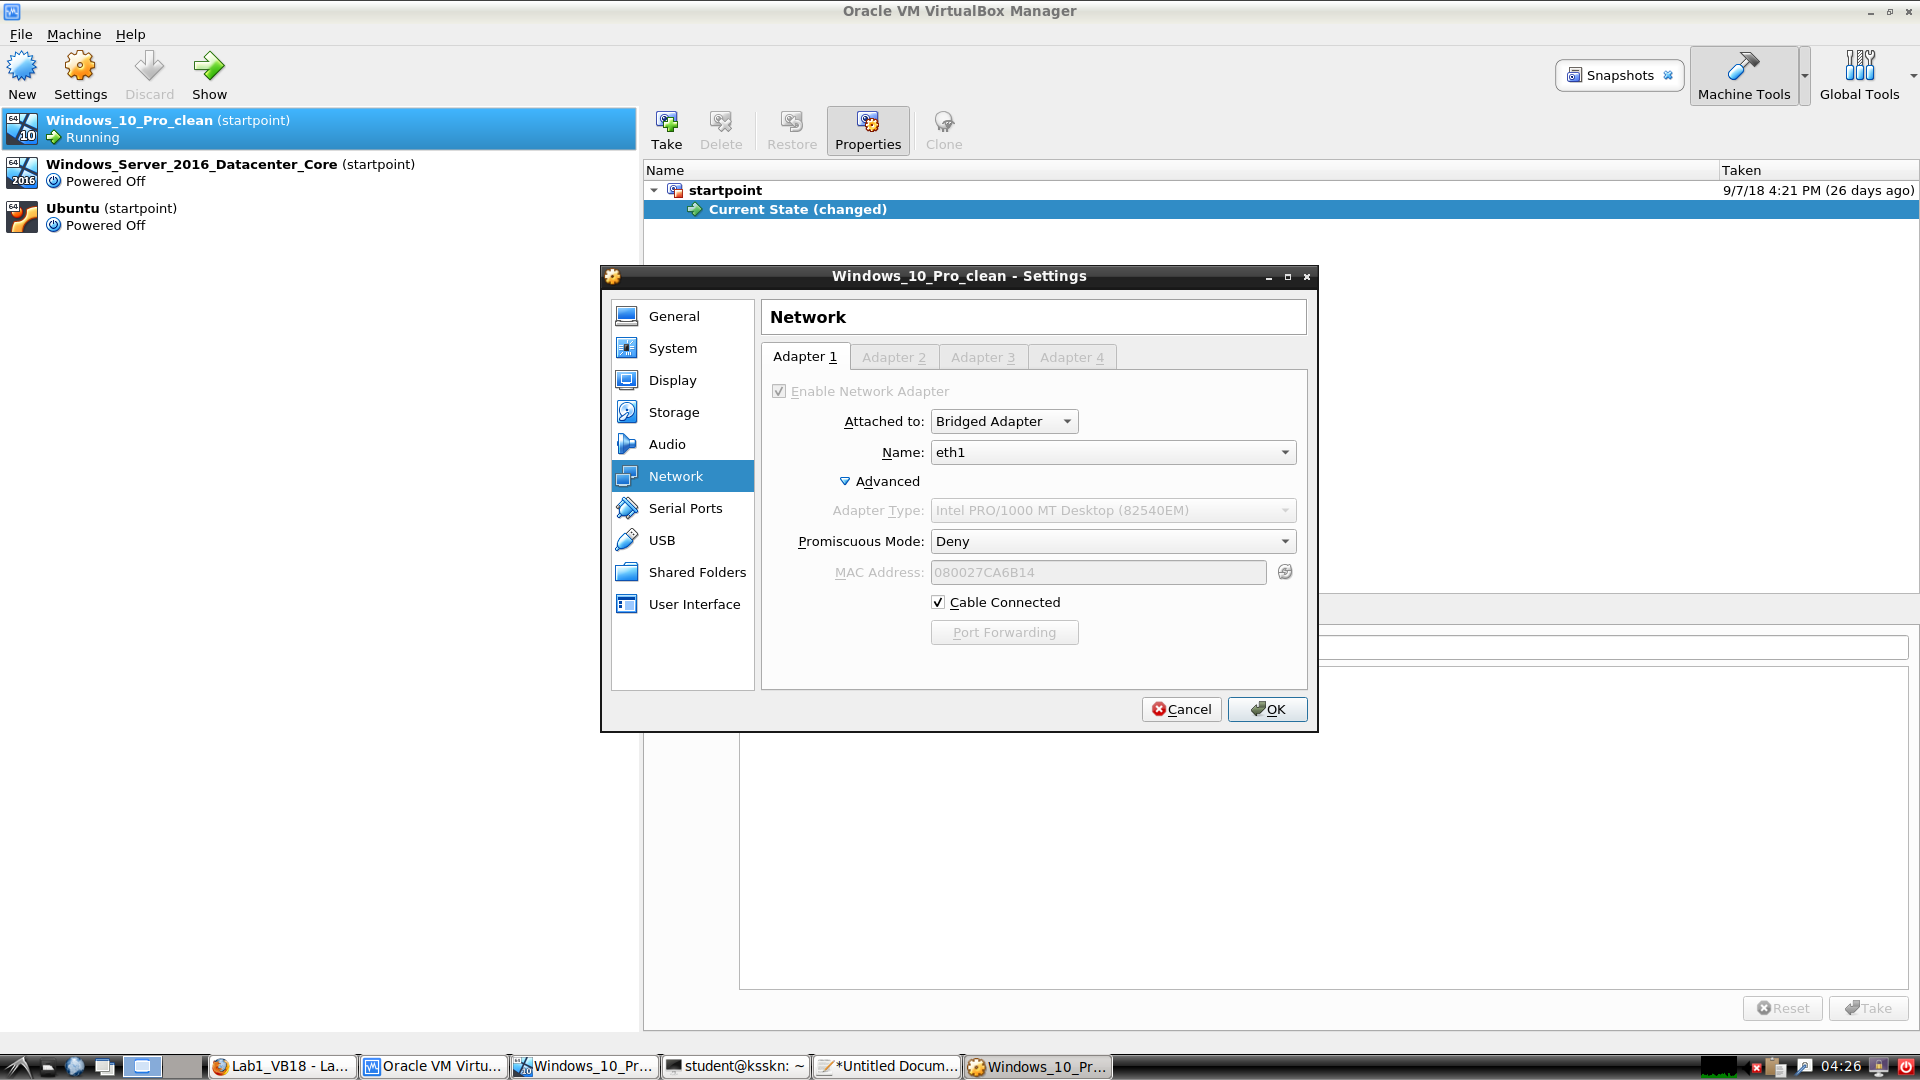 Oracle VM VirtualBox Manager
File Machine Help
New Settings Discard Show
Snapshots
Machine Tools
Global Tools
64
10
Windows_10_Pro_clean (startpoint)
Running
64
2016
Windows_Server_2016_Datacenter_Core (startpoint)
Powered Off
64
Ubuntu (startpoint)
Powered Off
Take Delete Restore Properties Clone
Name Taken
startpoint 9/7/18 4:21 PM (26 days ago)
Current State (changed)
Windows_10_Pro_clean - Settings
General
System
Display
Storage
Audio
Network
Serial Ports
USB
Shared Folders
User Interface
Network
Adapter 1 Adapter 2 Adapter 3 Adapter 4
Enable Network Adapter
Attached to: Bridged Adapter
Name: eth1
Advanced
Adapter Type: Intel PRO/1000 MT Desktop (82540EM)
Promiscuous Mode: Deny
MAC Address: 080027CA6B14
Cable Connected
Port Forwarding
Cancel OK
Reset Take
Lab1_VB18 - La... Oracle VM Virtu... Windows_10_Pr... student@ksskn: ~ *Untitled Docum... Windows_10_Pr... 04:26